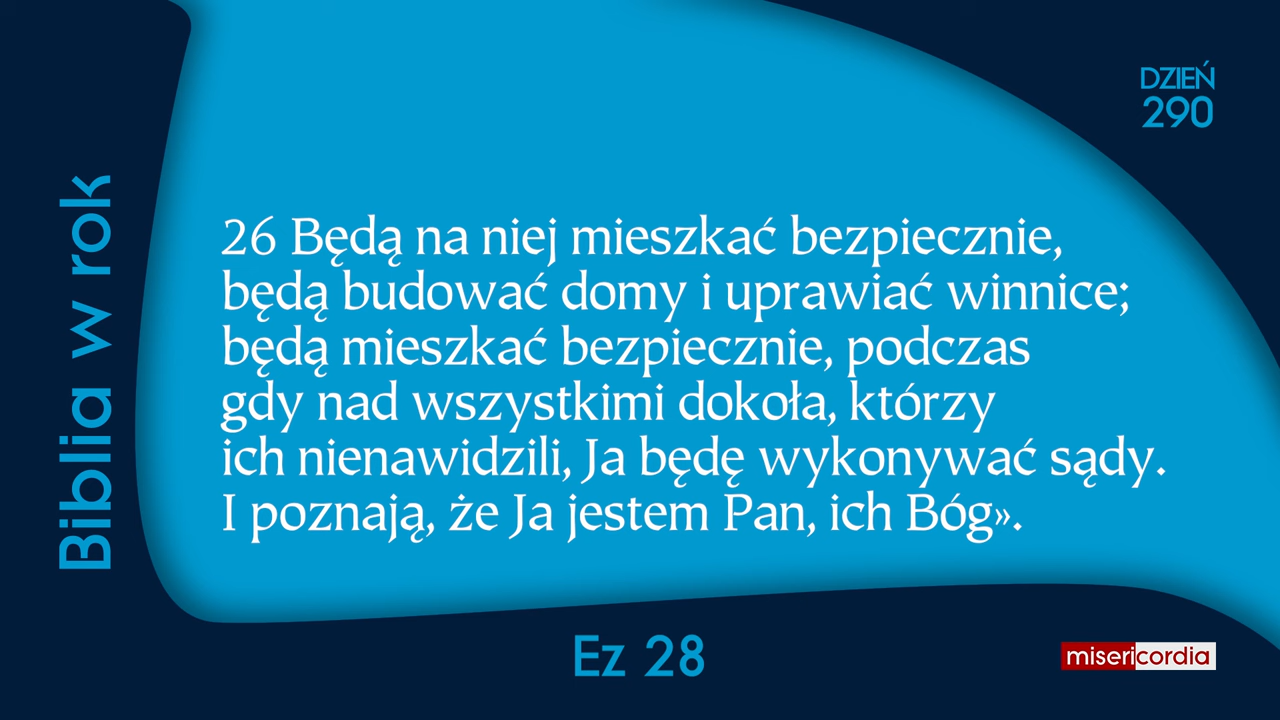 DZIEŃ
290
Biblia w rok
26 Będą na niej mieszkać bezpiecznie,
będą budować domy i uprawiać winnice;
będą mieszkać bezpiecznie, podczas
gdy nad wszystkimi dokoła, którzy
ich nienawidzili, Ja będę wykonywać sądy.
I poznają, że Ja jestem Pan, ich Bóg».
Ez 28
misericordia